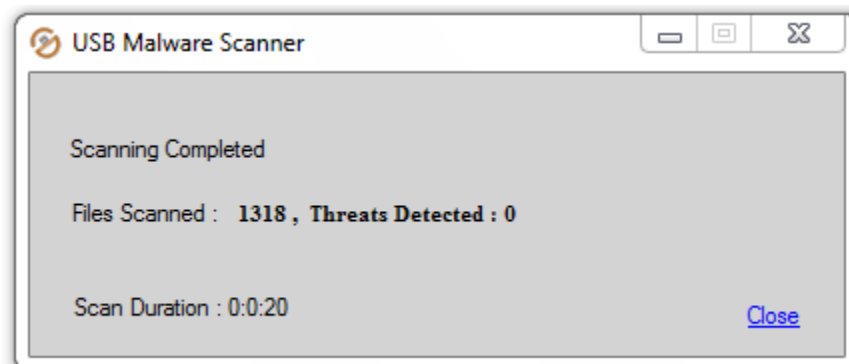 USB Malware Scanner
Scanning Completed
Files Scanned : 1318 , Threats Detected : 0
Scan Duration : 0:0:20
Close